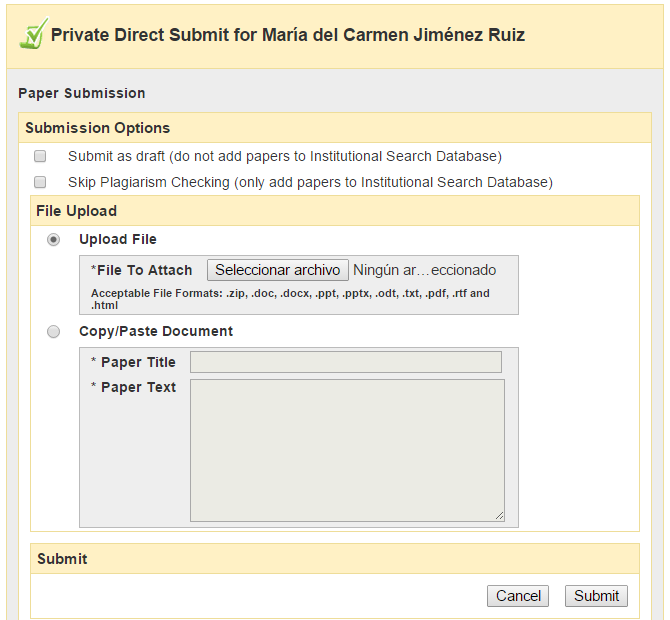 Private Direct Submit for María del Carmen Jiménez Ruiz
Paper Submission
Submission Options
Submit as draft (do not add papers to Institutional Search Database)
Skip Plagiarism Checking (only add papers to Institutional Search Database)
File Upload
Upload File
*File To Attach Seleccionar archivo Ningún ar…eccionado
Acceptable File Formats: .zip, .doc, .docx, .ppt, .pptx, .odt, .txt, .pdf, .rtf and
.html
Copy/Paste Document
* Paper Title
* Paper Text
Submit
Cancel Submit